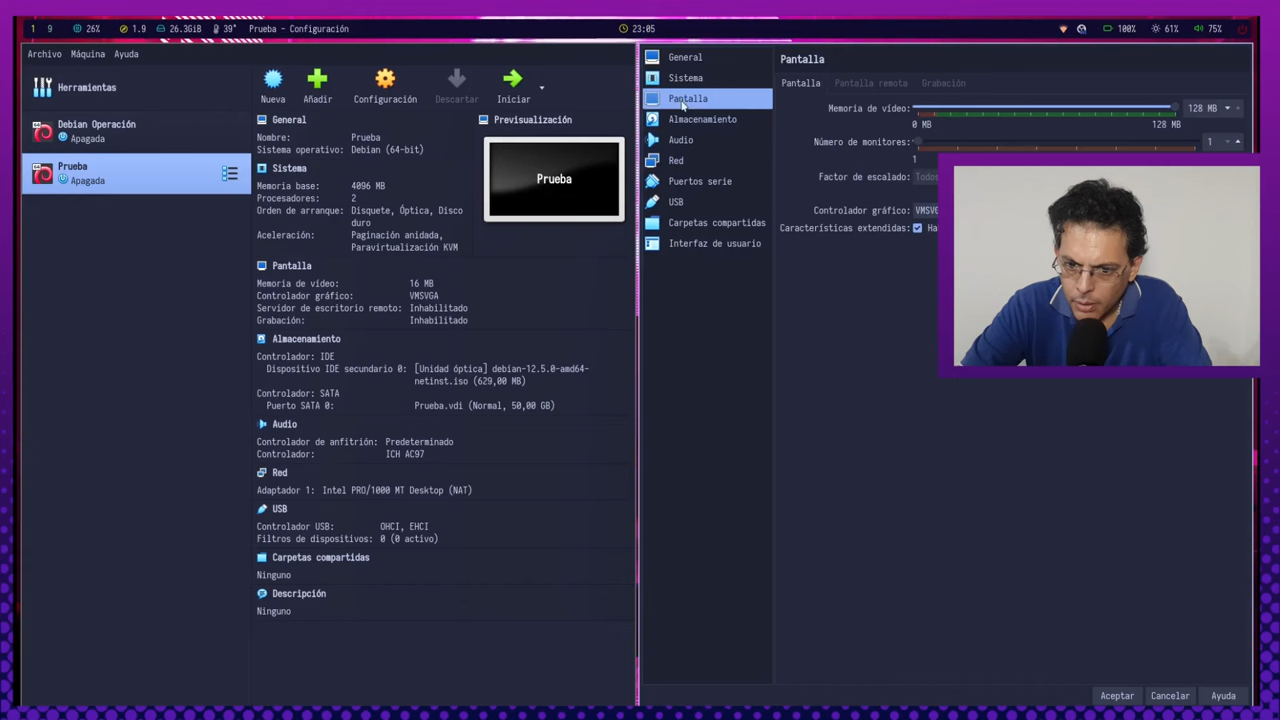 1 9 26% 1.9 26.3GiB 39° Prueba - Configuración 23:05 100% 61% 75%
Archivo Máquina Ayuda
Herramientas
Debian Operación
Apagada
Prueba
Apagada
Nueva Añadir Configuración Descartar Iniciar
General
Nombre: Prueba
Sistema operativo: Debian (64-bit)
Sistema
Memoria base: 4096 MB
Procesadores: 2
Orden de arranque: Disquete, Óptica, Disco
duro
Aceleración: Paginación anidada,
Paravirtualización KVM
Pantalla
Memoria de vídeo: 16 MB
Controlador gráfico: VMSVGA
Servidor de escritorio remoto: Inhabilitado
Grabación: Inhabilitado
Almacenamiento
Controlador: IDE
Dispositivo IDE secundario 0: [Unidad óptica] debian-12.5.0-amd64-
netinst.iso (629,00 MB)
Controlador: SATA
Puerto SATA 0: Prueba.vdi (Normal, 50,00 GB)
Audio
Controlador de anfitrión: Predeterminado
Controlador: ICH AC97
Red
Adaptador 1: Intel PRO/1000 MT Desktop (NAT)
USB
Controlador USB: OHCI, EHCI
Filtros de dispositivos: 0 (0 activo)
Carpetas compartidas
Ninguno
Descripción
Ninguno
Previsualización
Prueba
General
Sistema
Pantalla
Almacenamiento
Audio
Red
Puertos serie
USB
Carpetas compartidas
Interfaz de usuario
Pantalla
Pantalla Pantalla remota Grabación
Memoria de vídeo: 128 MB
0 MB 128 MB
Número de monitores: 1
1
Factor de escalado: Todos
Controlador gráfico: VMSVG
Características extendidas: Ha
Aceptar Cancelar Ayuda